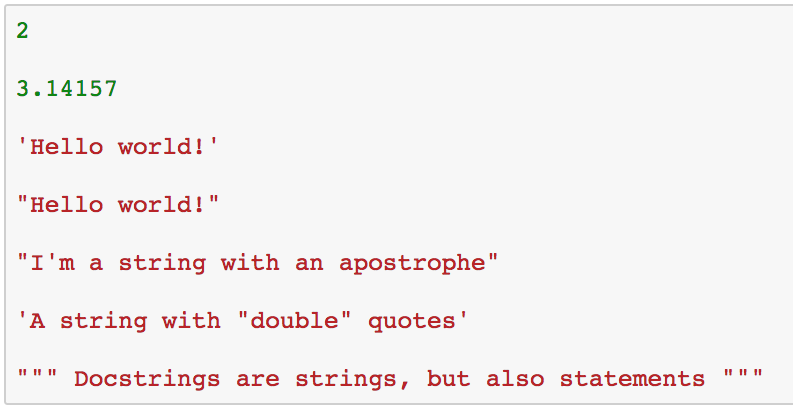 2
3.14157
'Hello world!'
"Hello world!"
"I'm a string with an apostrophe"
'A string with "double" quotes'
""" Docstrings are strings, but also statements """